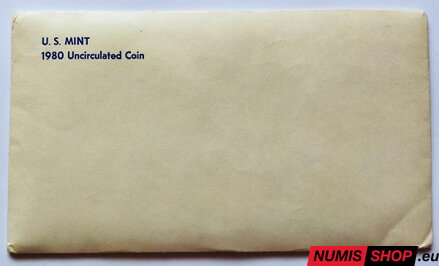 U. S. MINT
1980 Uncirculated Coin
NUMIS SHOP.eu